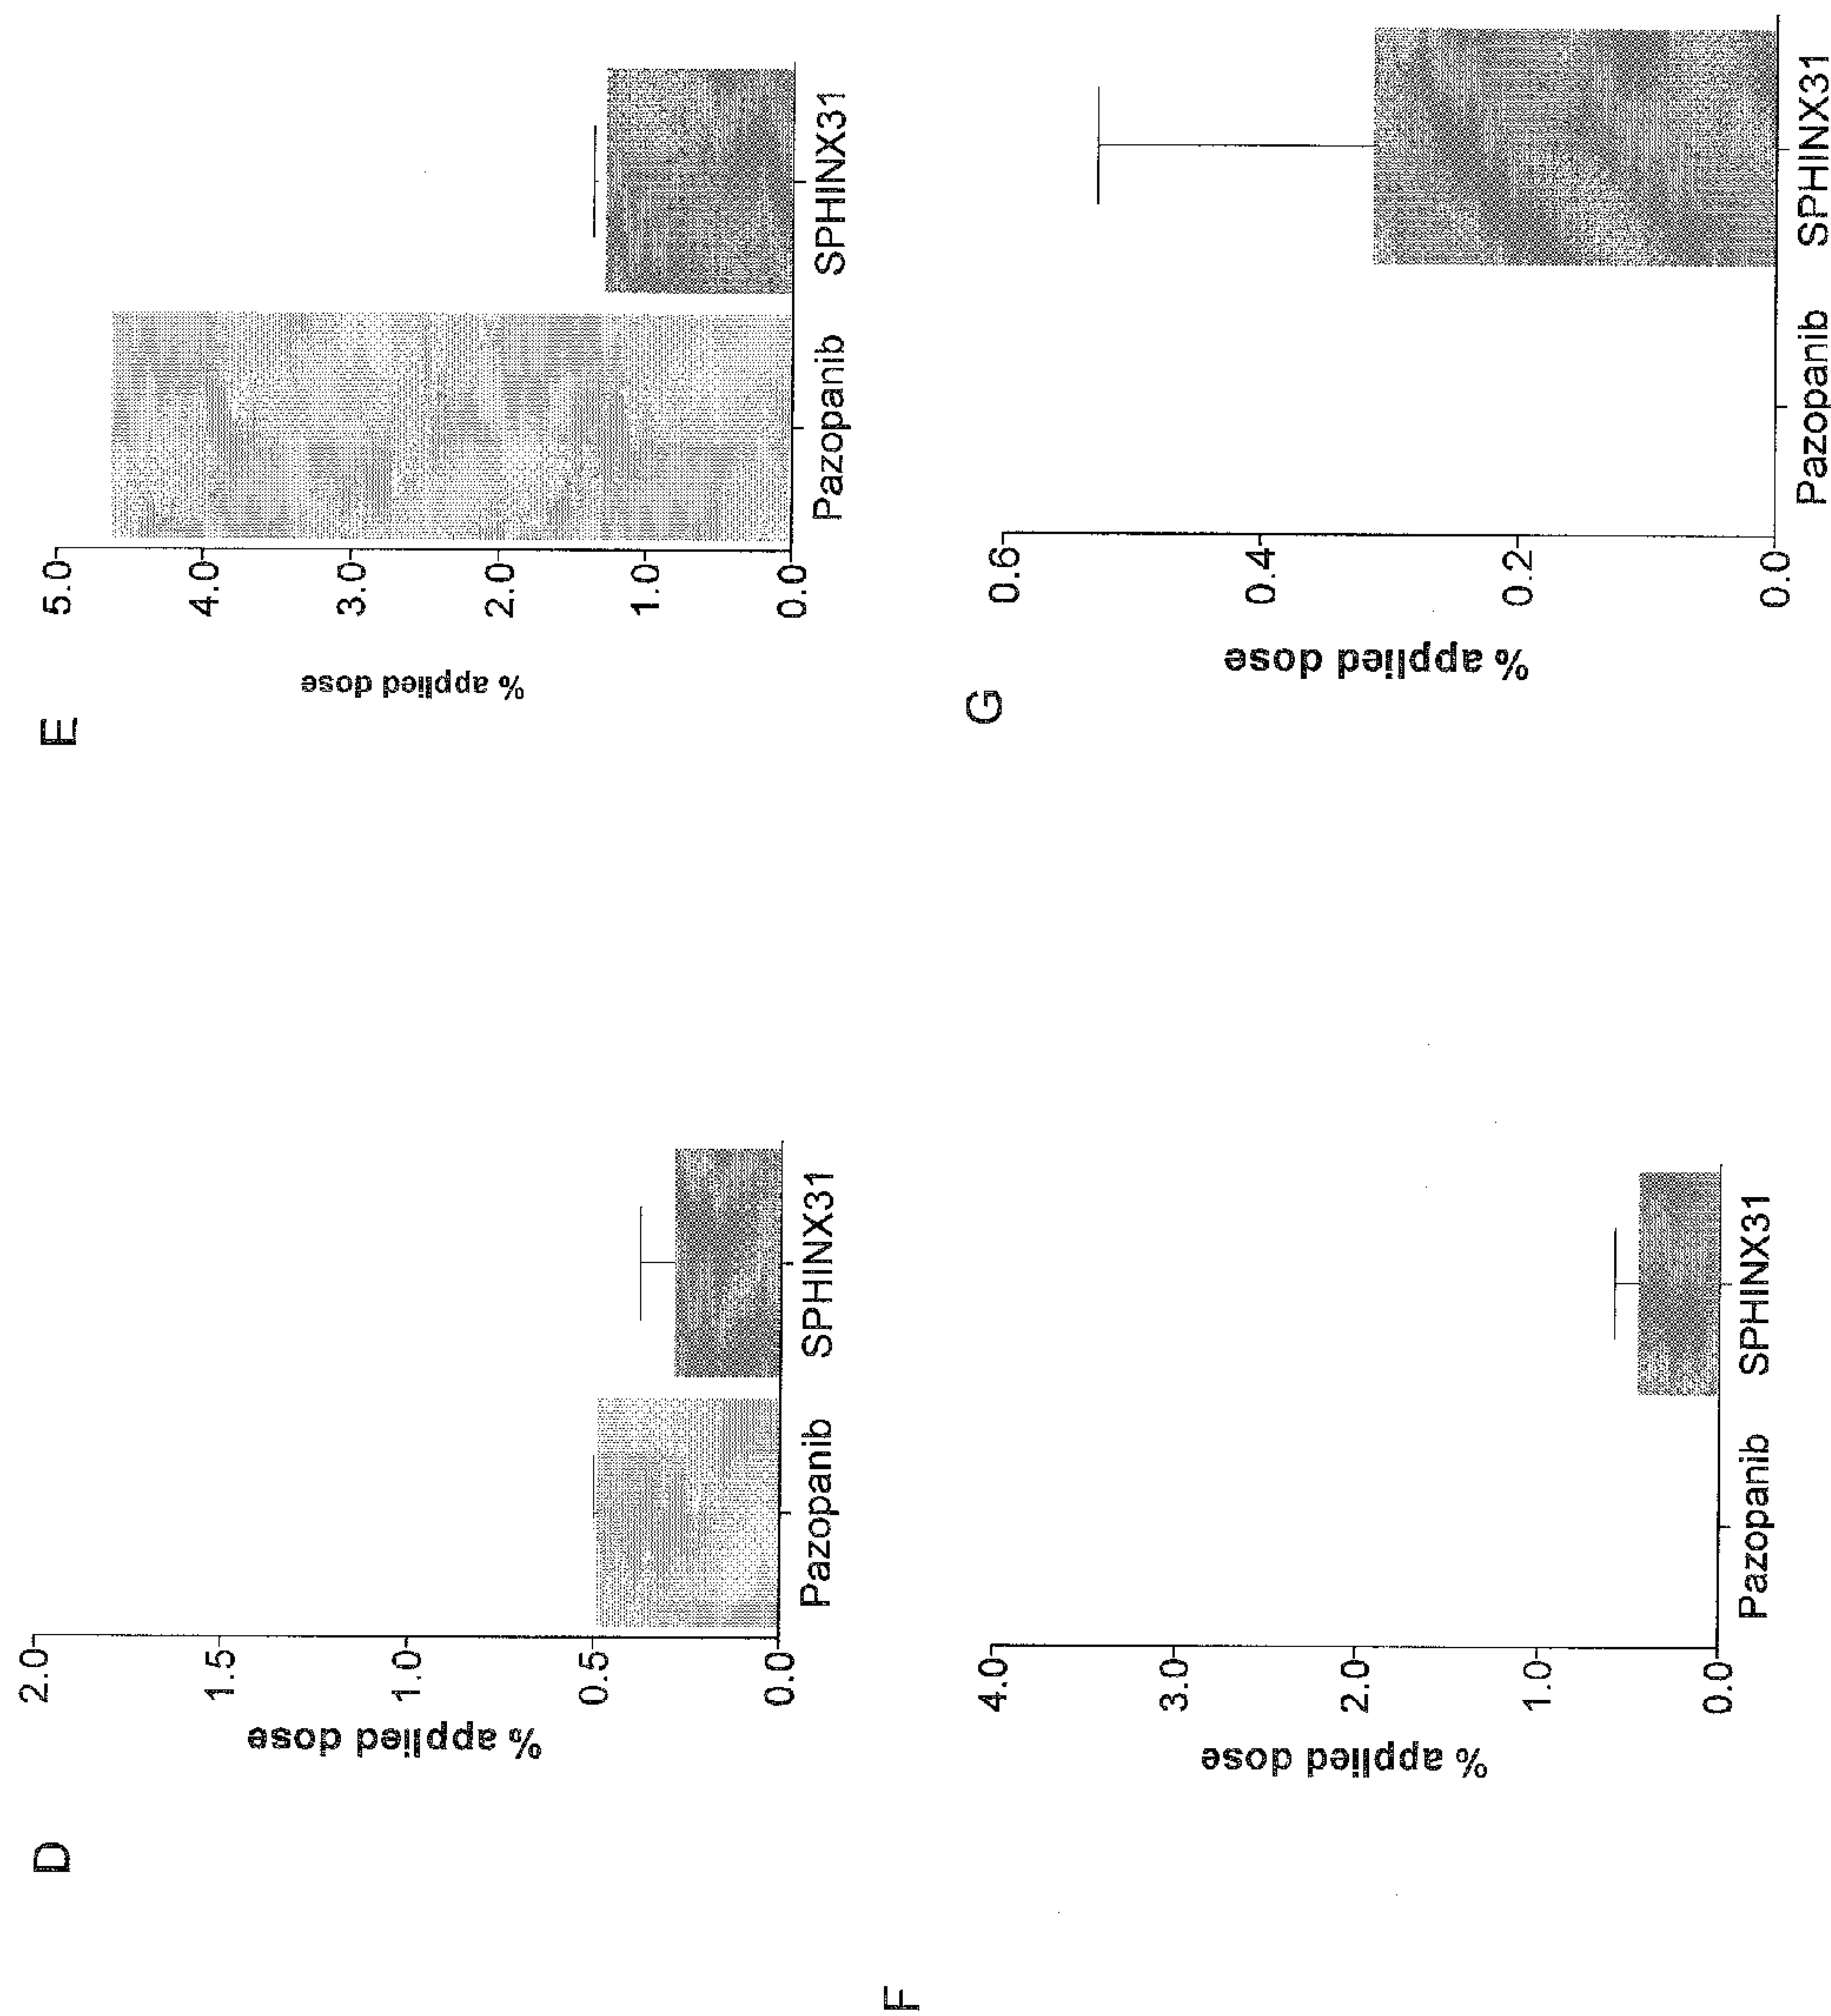 D
% applied dose
2.0
1.5
1.0
0.5
0.0
Pazopanib SPHINX31
E
% applied dose
5.0
4.0
3.0
2.0
1.0
0.0
Pazopanib SPHINX31
F
% applied dose
4.0
3.0
2.0
1.0
0.0
Pazopanib SPHINX31
G
% applied dose
0.6
0.4
0.2
0.0
Pazopanib SPHINX31